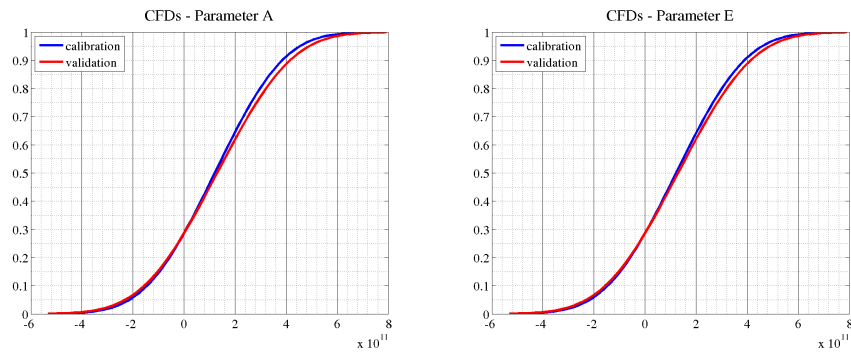 CFDs - Parameter A
1
0.9
0.8
0.7
0.6
0.5
0.4
0.3
0.2
0.1
0
calibration
validation
-6 -4 -2 0 2 4 6 8
x 10^11
CFDs - Parameter E
1
0.9
0.8
0.7
0.6
0.5
0.4
0.3
0.2
0.1
0
calibration
validation
-6 -4 -2 0 2 4 6 8
x 10^11